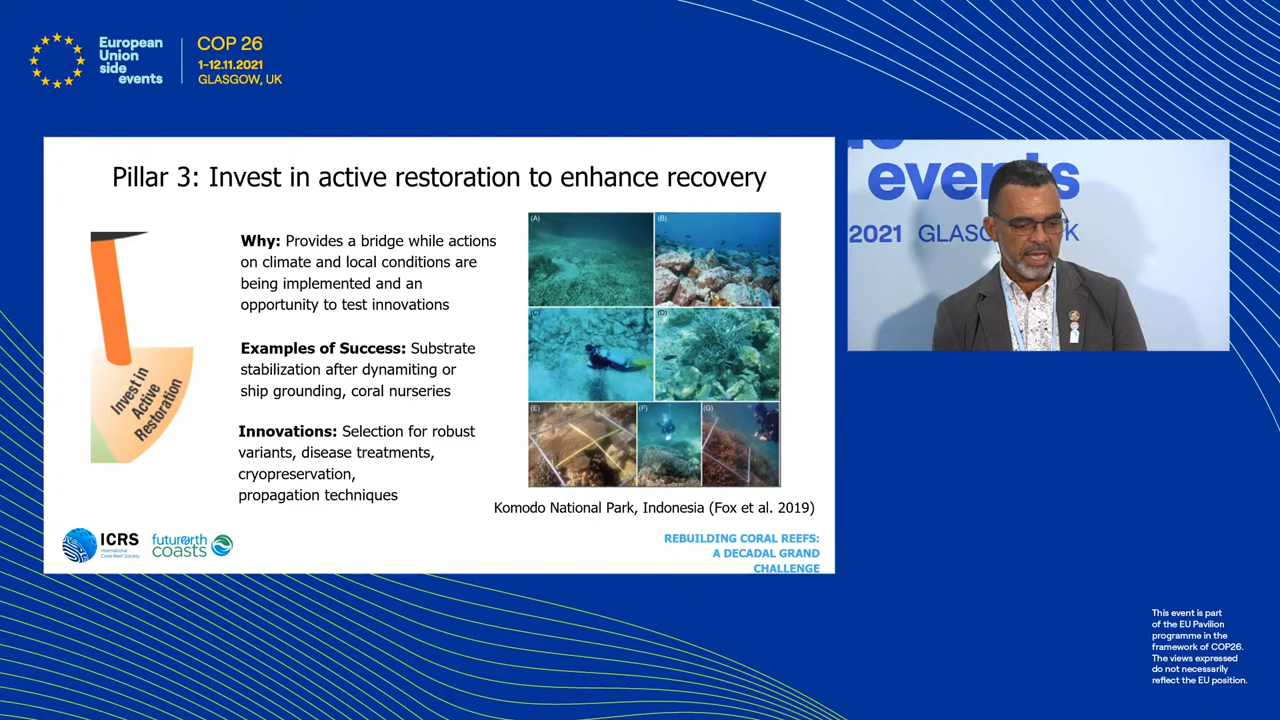 European
Union
side
events
COP 26
1-12.11.2021
GLASGOW, UK
Pillar 3: Invest in active restoration to enhance recovery
Invest in
Active
Restoration
Why: Provides a bridge while actions
on climate and local conditions are
being implemented and an
opportunity to test innovations
Examples of Success: Substrate
stabilization after dynamiting or
ship grounding, coral nurseries
Innovations: Selection for robust
variants, disease treatments,
cryopreservation,
propagation techniques
(A)
(B)
(C)
(D)
(E)
(F)
(G)
Komodo National Park, Indonesia (Fox et al. 2019)
ICRS
International
Coral Reef Society
futurerth
coasts
REBUILDING CORAL REEFS:
A DECADAL GRAND
CHALLENGE
events
2021 GLASG K
This event is part
of the EU Pavilion
programme in the
framework of COP26.
The views expressed
do not necessarily
reflect the EU position.